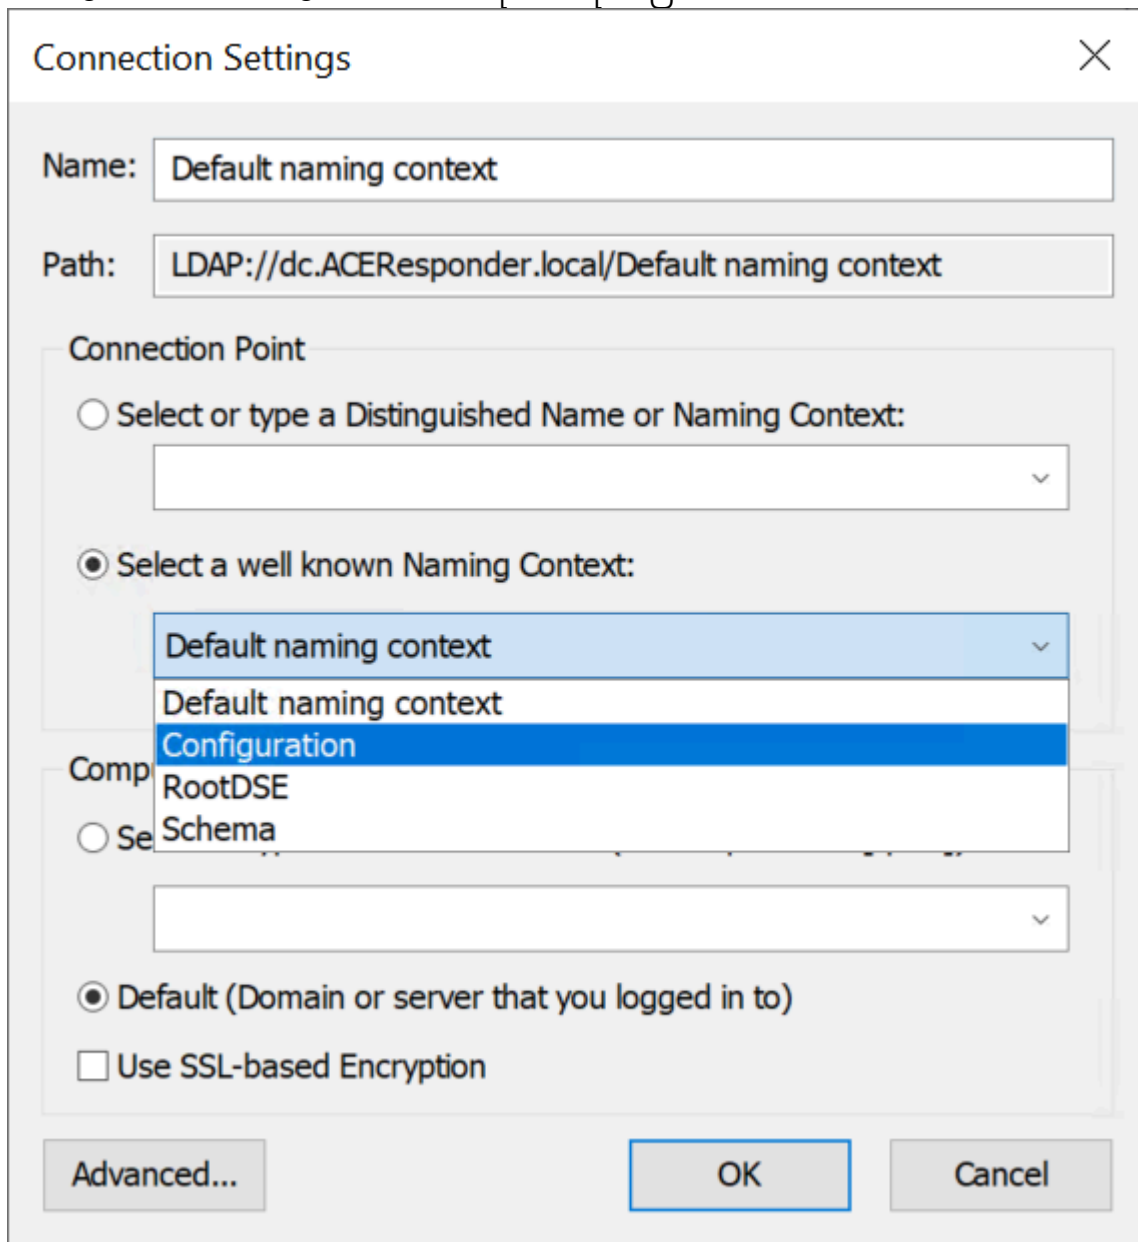 Connection Settings
Name: Default naming context
Path: LDAP://dc.ACEResponder.local/Default naming context
Connection Point
Select or type a Distinguished Name or Naming Context:
Select a well known Naming Context:
Default naming context
Default naming context
Configuration
RootDSE
Schema
Default (Domain or server that you logged in to)
Use SSL-based Encryption
Advanced...
OK
Cancel